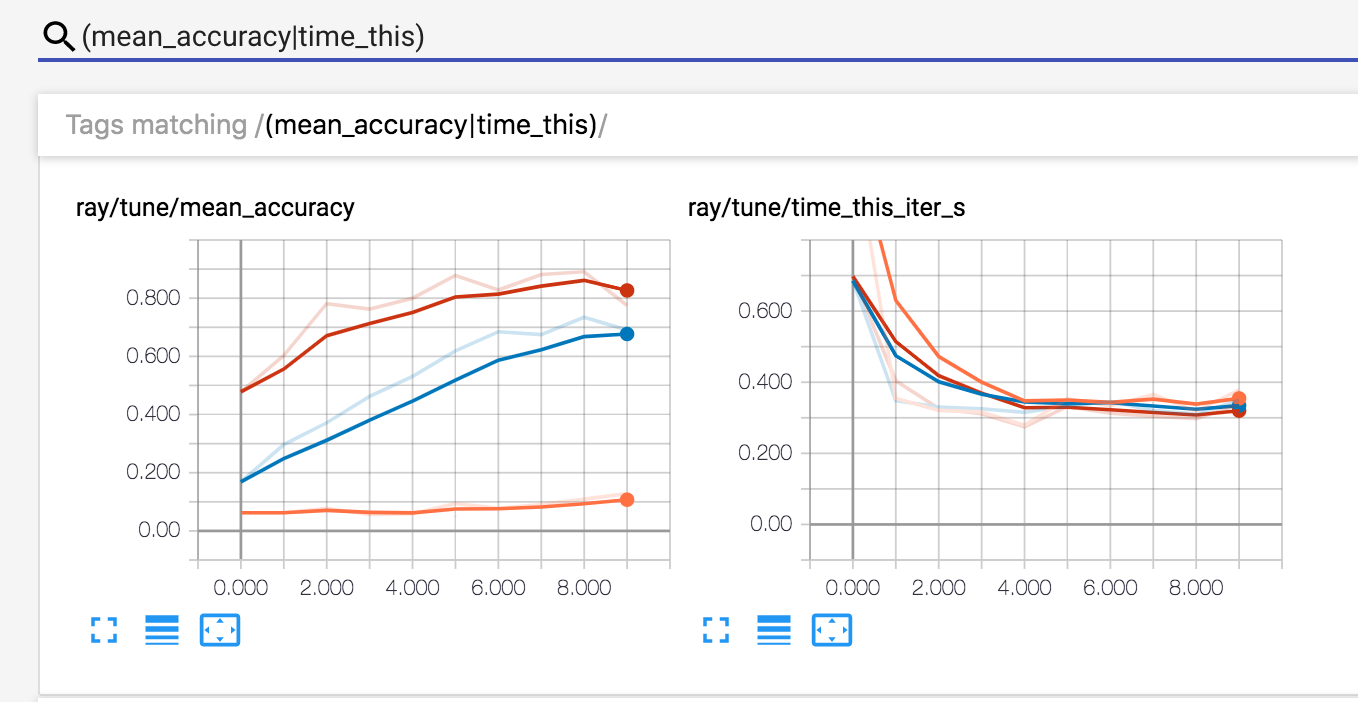 (mean_accuracy|time_this)
Tags matching /(mean_accuracy|time_this)/
ray/tune/mean_accuracy
0.800
0.600
0.400
0.200
0.00
0.000 2.000 4.000 6.000 8.000
ray/tune/time_this_iter_s
0.600
0.400
0.200
0.00
0.000 2.000 4.000 6.000 8.000